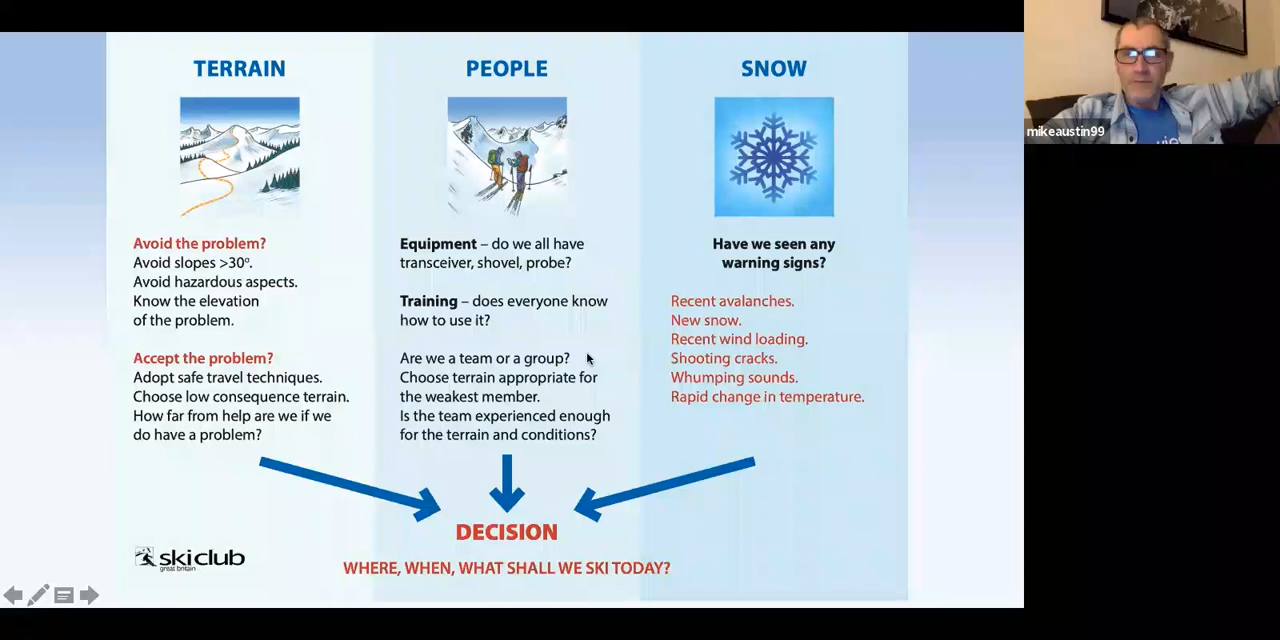 TERRAIN
Avoid the problem?
Avoid slopes >30°.
Avoid hazardous aspects.
Know the elevation
of the problem.
Accept the problem?
Adopt safe travel techniques.
Choose low consequence terrain.
How far from help are we if we
do have a problem?
PEOPLE
Equipment – do we all have
transceiver, shovel, probe?
Training – does everyone know
how to use it?
Are we a team or a group?
Choose terrain appropriate for
the weakest member.
Is the team experienced enough
for the terrain and conditions?
SNOW
Have we seen any
warning signs?
Recent avalanches.
New snow.
Recent wind loading.
Shooting cracks.
Whumping sounds.
Rapid change in temperature.
DECISION
WHERE, WHEN, WHAT SHALL WE SKI TODAY?
skiclub
great britain
mikeaustin99